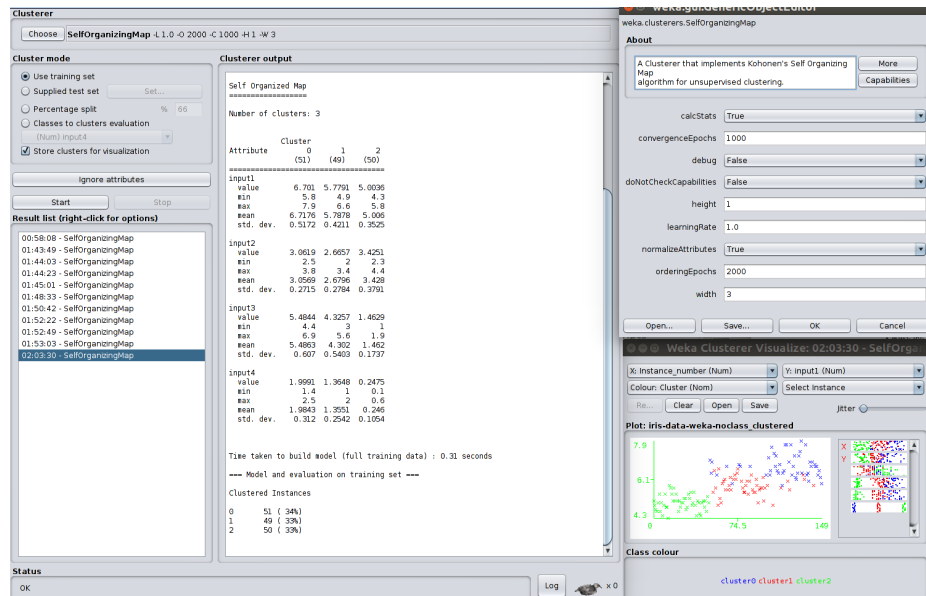 Clusterer
Choose SelfOrganizingMap -L 1.0 -O 2000 -C 1000 -H 1 -W 3
Cluster mode
Use training set
Supplied test set Set...
Percentage split % 66
Classes to clusters evaluation
(Num) input4
Store clusters for visualization
Ignore attributes
Start Stop
Result list (right-click for options)
00:58:08 - SelfOrganizingMap
01:43:49 - SelfOrganizingMap
01:44:03 - SelfOrganizingMap
01:44:23 - SelfOrganizingMap
01:45:01 - SelfOrganizingMap
01:48:33 - SelfOrganizingMap
01:50:42 - SelfOrganizingMap
01:52:22 - SelfOrganizingMap
01:52:49 - SelfOrganizingMap
01:53:03 - SelfOrganizingMap
02:03:30 - SelfOrganizingMap
Clusterer output
Self Organized Map
==================
Number of clusters: 3
Cluster
Attribute 0 1 2
(51) (49) (50)
==================================
input1
value 6.701 5.7791 5.0036
min 5.8 4.9 4.3
max 7.9 6.6 5.8
mean 6.7176 5.7878 5.006
std. dev. 0.5172 0.4211 0.3525
input2
value 3.0619 2.6657 3.4251
min 2.5 2 2.3
max 3.8 3.4 4.4
mean 3.0569 2.6796 3.428
std. dev. 0.2715 0.2784 0.3791
input3
value 5.4844 4.3257 1.4629
min 4.4 3 1
max 6.9 5.6 1.9
mean 5.4863 4.302 1.462
std. dev. 0.607 0.5403 0.1737
input4
value 1.9991 1.3648 0.2475
min 1.4 1 0.1
max 2.5 2 0.6
mean 1.9843 1.3551 0.246
std. dev. 0.312 0.2542 0.1054
Time taken to build model (full training data) : 0.31 seconds
=== Model and evaluation on training set ===
Clustered Instances
0 51 ( 34%)
1 49 ( 33%)
2 50 ( 33%)
Status
OK
Log x 0
weka.gui.GenericObjectEditor
weka.clusterers.SelfOrganizingMap
About
A Clusterer that implements Kohonen's Self Organizing
Map
algorithm for unsupervised clustering.
More
Capabilities
calcStats True
convergenceEpochs 1000
debug False
doNotCheckCapabilities False
height 1
learningRate 1.0
normalizeAttributes True
orderingEpochs 2000
width 3
Open... Save... OK Cancel
Weka Clusterer Visualize: 02:03:30 - SelfOrgan
X: Instance_number (Num) Y: input1 (Num)
Colour: Cluster (Nom) Select Instance
Re... Clear Open Save Jitter
Plot: iris-data-weka-noclass_clustered
7.9
6.1
4.3
0 74.5 149
X
Y
Class colour
cluster0 cluster1 cluster2